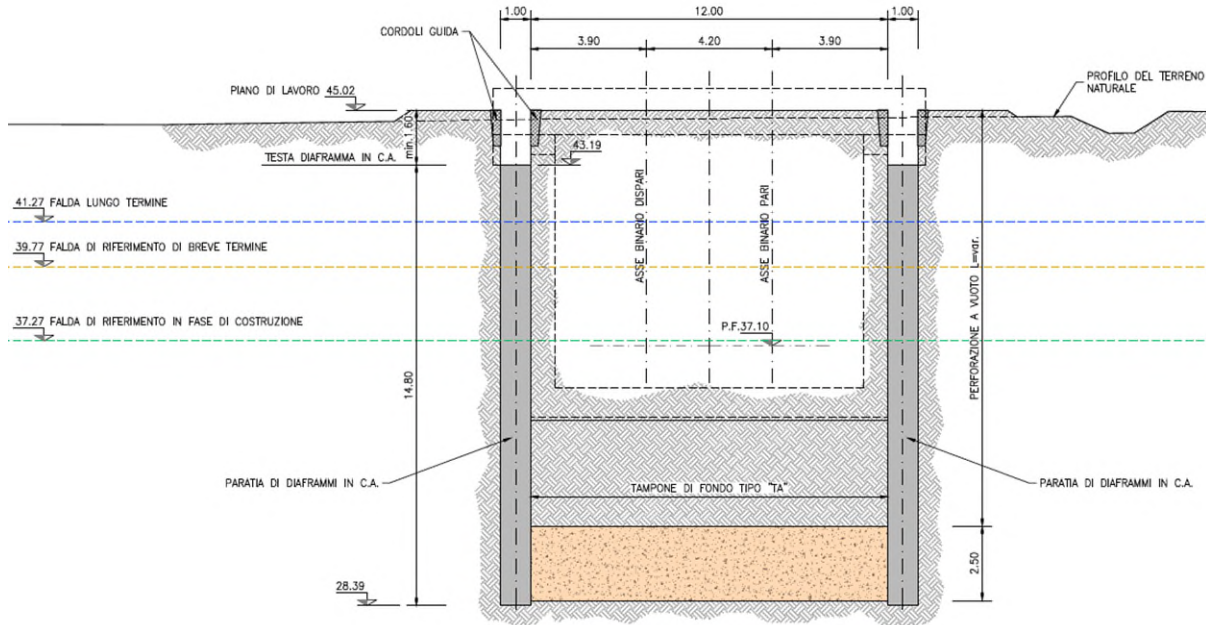 1.00
12.00
1.00
CORDOLI GUIDA
3.90
4.20
3.90
PIANO DI LAVORO 45.02
PROFILO DEL TERRENO
NATURALE
min.1.60
TESTA DIAFRAMMA IN C.A.
43.19
41.27 FALDA LUNGO TERMINE
39.77 FALDA DI RIFERIMENTO DI BREVE TERMINE
ASSE BINARIO DISPARI
ASSE BINARIO PARI
37.27 FALDA DI RIFERIMENTO IN FASE DI COSTRUZIONE
P.F.37.10
PERFORAZIONE A VUOTO L=var.
14.80
PARATIA DI DIAFRAMMI IN C.A.
TAMPONE DI FONDO TIPO "TA"
PARATIA DI DIAFRAMMI IN C.A.
2.50
28.39